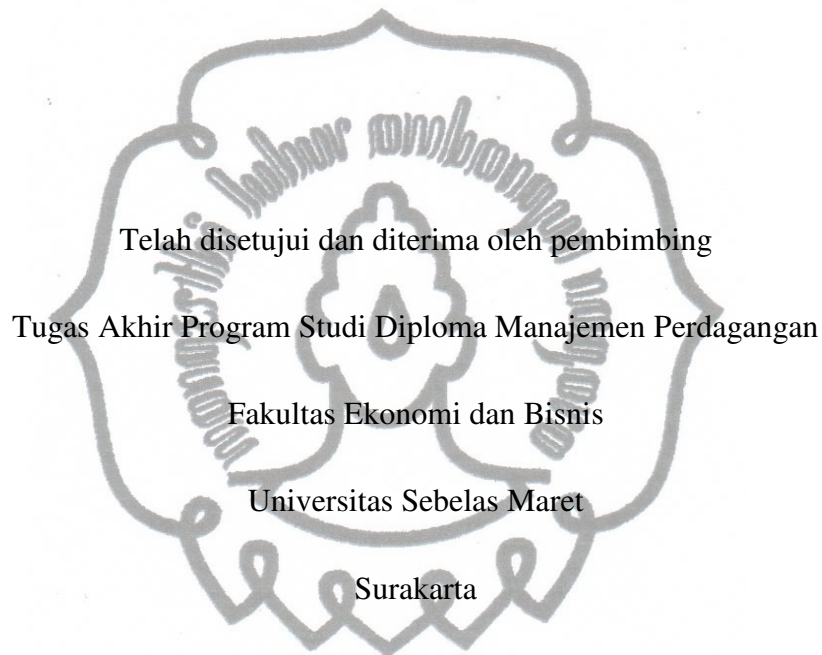 Telah disetujui dan diterima oleh pembimbing
Tugas Akhir Program Studi Diploma Manajemen Perdagangan
Fakultas Ekonomi dan Bisnis
Universitas Sebelas Maret
Surakarta